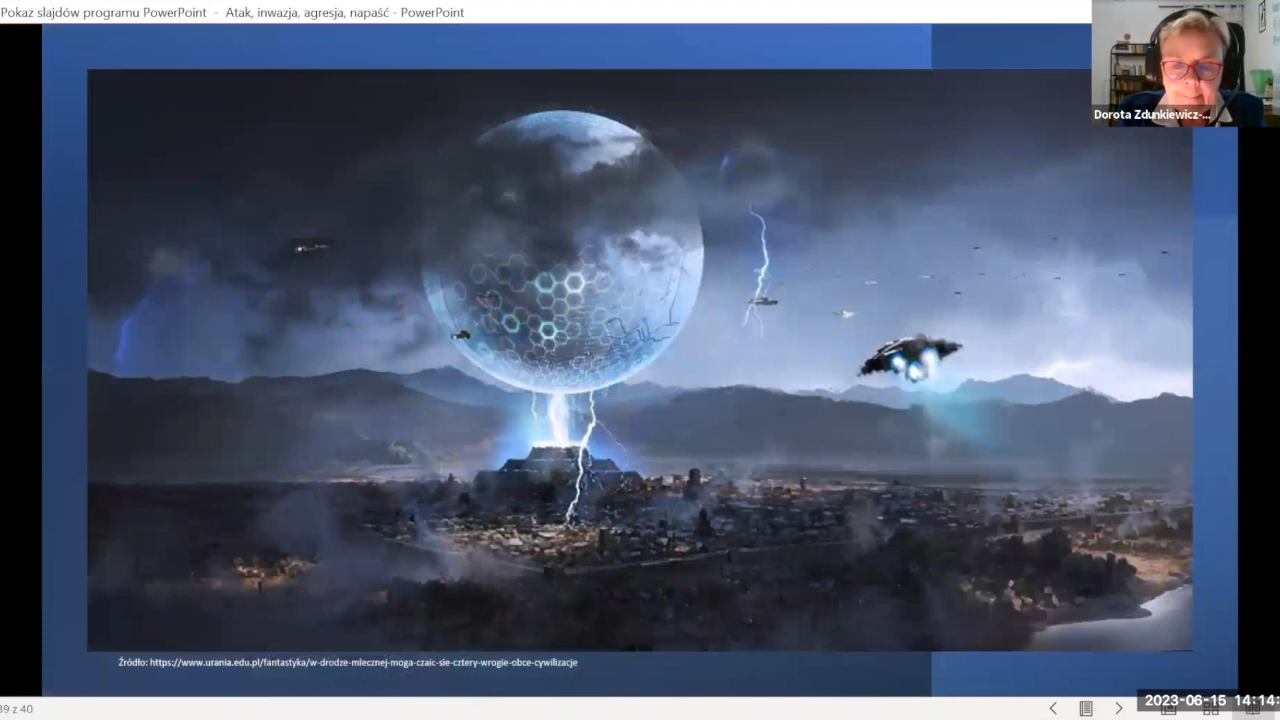 Pokaz slajdów programu PowerPoint - Atak, inwazja, agresja, napaść - PowerPoint
Dorota Zdunkiewicz-...
Źródło: https://www.urania.edu.pl/fantastyka/w-drodze-mlecznej-moga-czaic-sie-cztery-wrogie-obce-cywilizacje
39 z 40
2023-06-15 14:14: